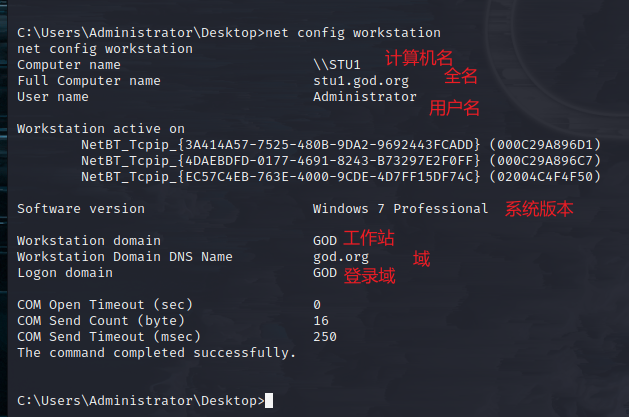 C:\Users\Administrator\Desktop>net config workstation
net config workstation
Computer name \\STU1 计算机名
Full Computer name stu1.god.org 全名
User name Administrator 用户名
Workstation active on
NetBT_Tcpip_{3A414A57-7525-480B-9DA2-9692443FCADD} (000C29A896D1)
NetBT_Tcpip_{4DAEBDFD-0177-4691-8243-B73297E2F0FF} (000C29A896C7)
NetBT_Tcpip_{EC57C4EB-763E-4000-9CDE-4D7FF15DF74C} (02004C4F4F50)
Software version Windows 7 Professional 系统版本
Workstation domain GOD 工作站
Workstation Domain DNS Name god.org 域
Logon domain GOD 登录域
COM Open Timeout (sec) 0
COM Send Count (byte) 16
COM Send Timeout (msec) 250
The command completed successfully.
C:\Users\Administrator\Desktop>